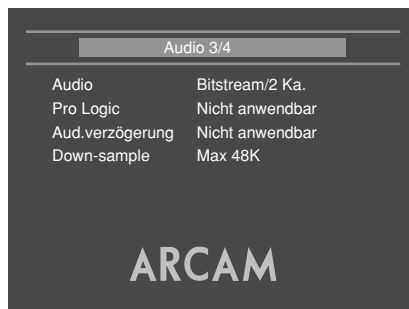 Audio 3/4
Audio Bitstream/2 Ka.
Pro Logic Nicht anwendbar
Aud.verzögerung Nicht anwendbar
Down-sample Max 48K
ARCAM